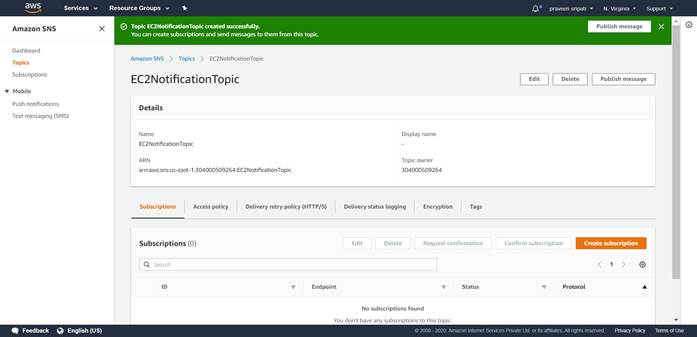 aws
Services
Resource Groups
praveen sripati
N. Virginia
Support
Amazon SNS
Dashboard
Topics
Subscriptions
Mobile
Push notifications
Text messaging (SMS)
Topic EC2NotificationTopic created successfully.
You can create subscriptions and send messages to them from this topic.
Publish message
Amazon SNS
Topics
EC2NotificationTopic
EC2NotificationTopic
Edit
Delete
Publish message
Details
Name
EC2NotificationTopic
Display name
-
ARN
arn:aws:sns:us-east-1:304000509264:EC2NotificationTopic
Topic owner
304000509264
Subscriptions
Access policy
Delivery retry policy (HTTP/S)
Delivery status logging
Encryption
Tags
Subscriptions (0)
Edit
Delete
Request confirmation
Confirm subscription
Create subscription
Search
1
ID
Endpoint
Status
Protocol
No subscriptions found
You don't have any subscriptions to this topic.
Feedback
English (US)
© 2008 - 2020, Amazon Internet Services Private Ltd. or its affiliates. All rights reserved.
Privacy Policy
Terms of Use